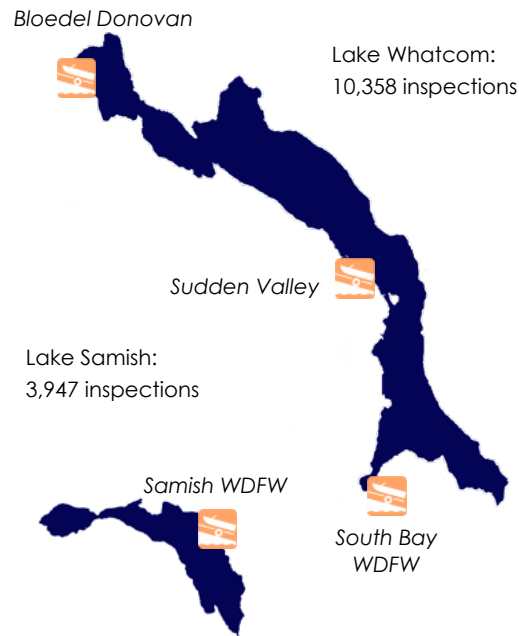 Bloedel Donovan
Lake Whatcom:
10,358 inspections
Sudden Valley
Lake Samish:
3,947 inspections
Samish WDFW
South Bay
WDFW